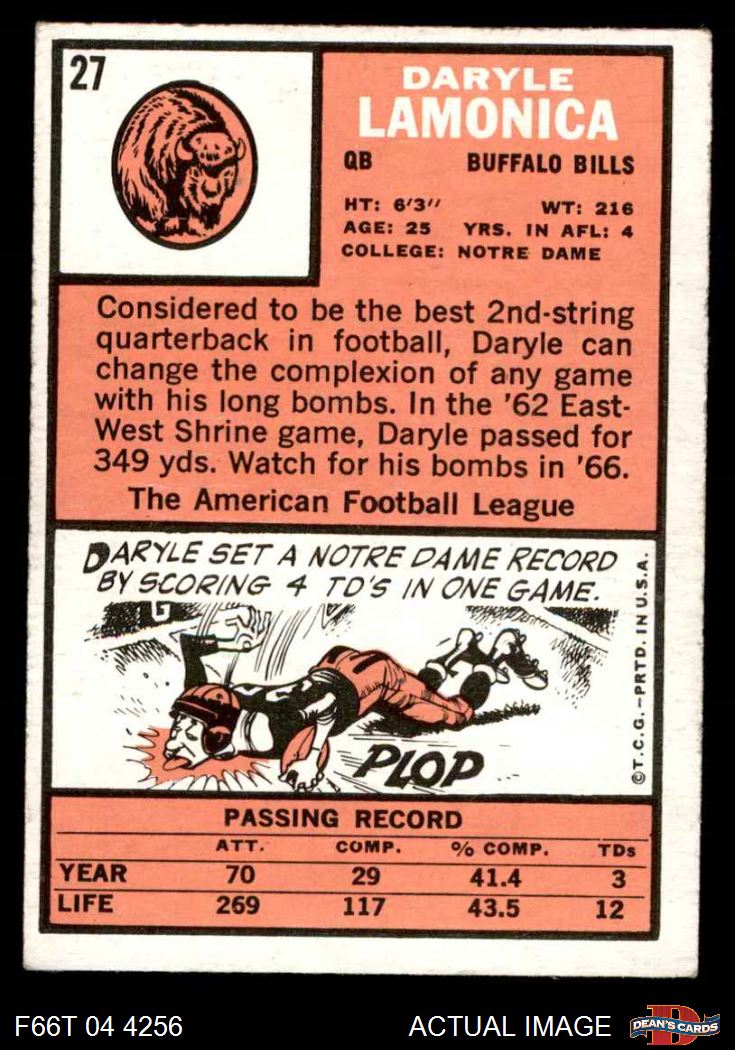 27
DARYLE
LAMONICA
QB BUFFALO BILLS
HT: 6'3" WT: 216
AGE: 25 YRS. IN AFL: 4
COLLEGE: NOTRE DAME
Considered to be the best 2nd-string
quarterback in football, Daryle can
change the complexion of any game
with his long bombs. In the '62 East-
West Shrine game, Daryle passed for
349 yds. Watch for his bombs in '66.
The American Football League
DARYLE SET A NOTRE DAME RECORD
BY SCORING 4 TD'S IN ONE GAME.
G
PLOP
©T.C.G.—PRTD. IN U.S.A.
PASSING RECORD
ATT. COMP. % COMP. TDs
YEAR 70 29 41.4 3
LIFE 269 117 43.5 12
F66T 04 4256 ACTUAL IMAGE
D
DEAN'S CARDS